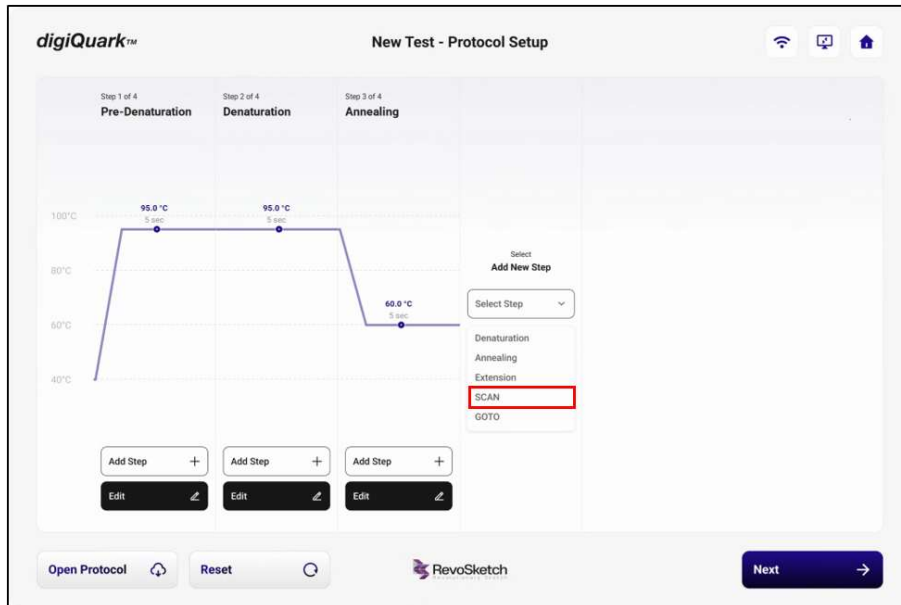 digiQuark™
New Test - Protocol Setup
Step 1 of 4
Pre-Denaturation
Step 2 of 4
Denaturation
Step 3 of 4
Annealing
100°C
80°C
60°C
40°C
95.0 °C
5 sec
95.0 °C
5 sec
60.0 °C
5 sec
Select
Add New Step
Select Step
Denaturation
Annealing
Extension
SCAN
GOTO
Add Step
Edit
Add Step
Edit
Add Step
Edit
Open Protocol
Reset
RevoSketch
Next